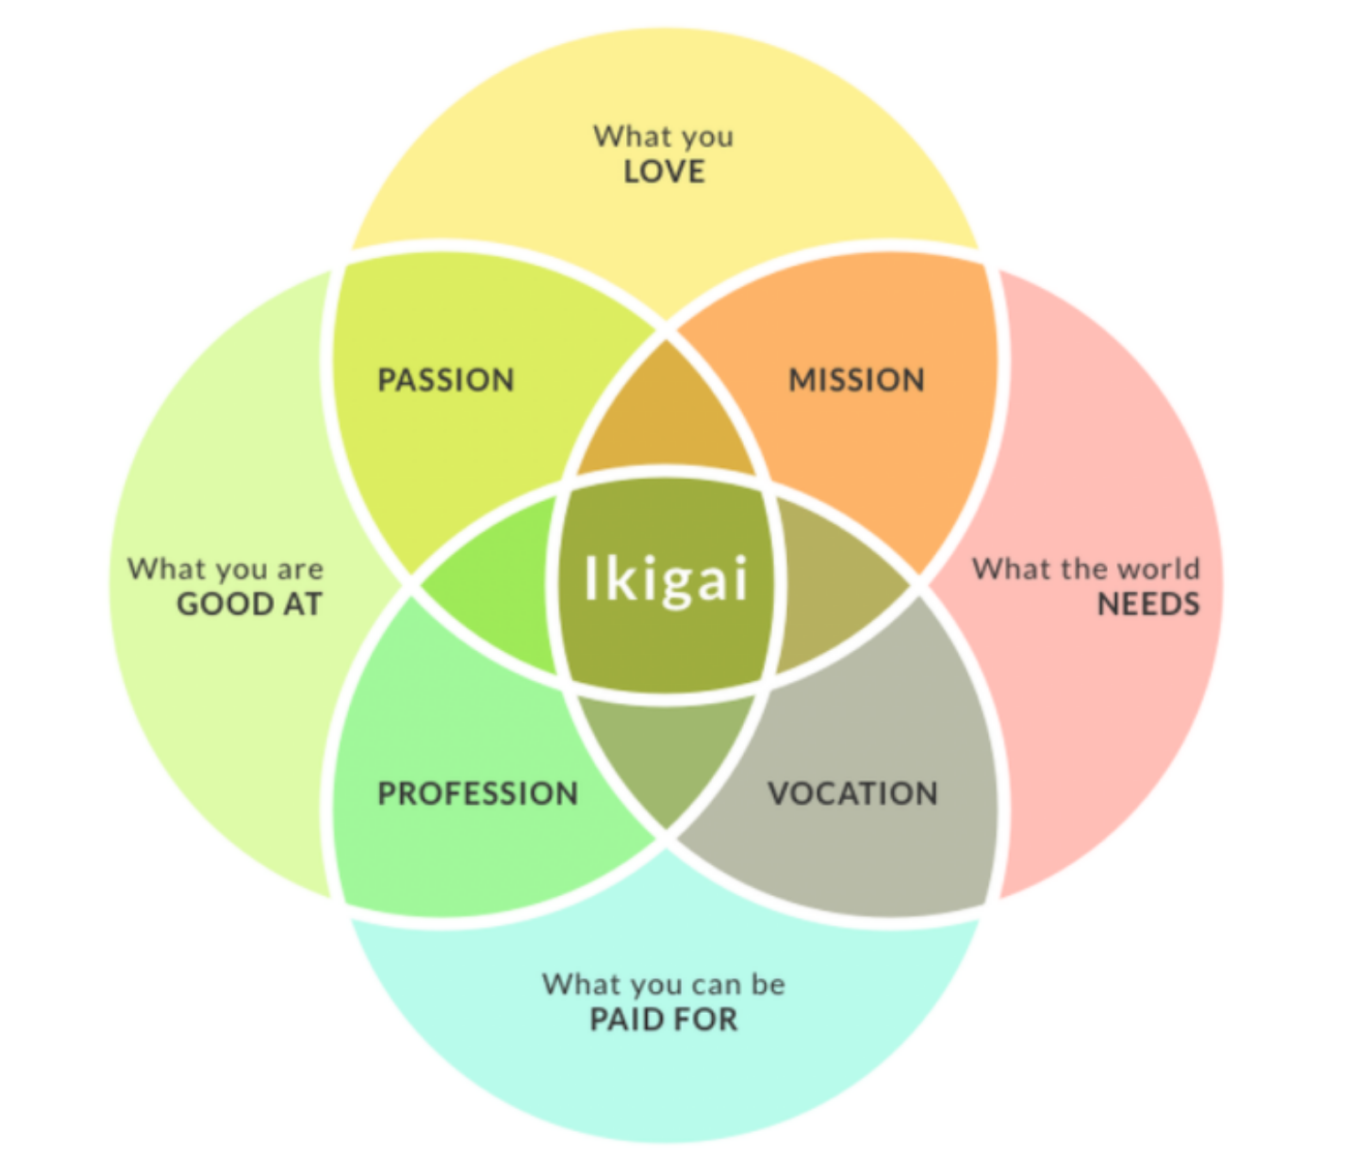 What you
LOVE
PASSION
MISSION
What you are
GOOD AT
Ikigai
What the world
NEEDS
PROFESSION
VOCATION
What you can be
PAID FOR